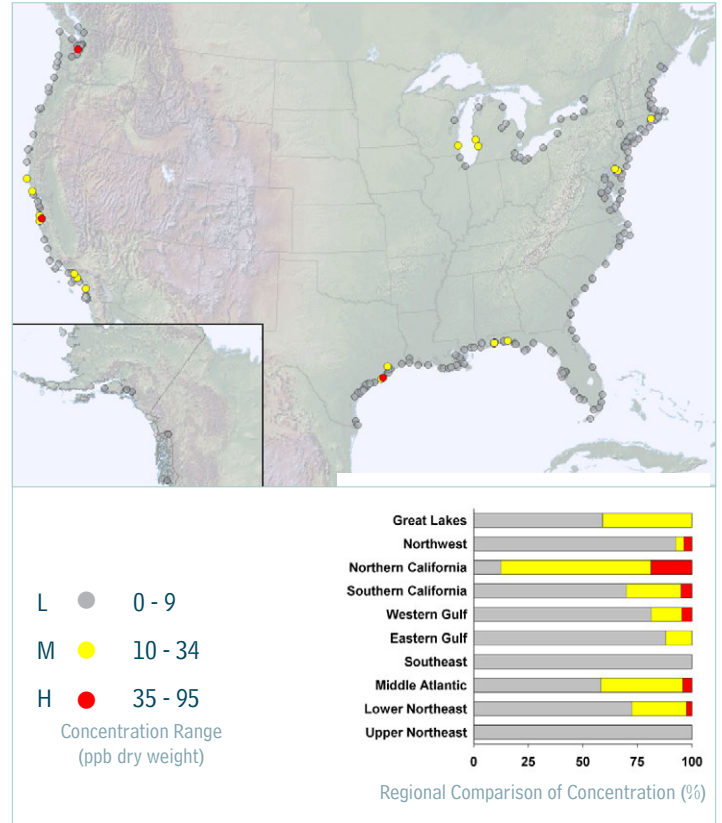 L 0 - 9
M 10 - 34
H 35 - 95
Concentration Range
(ppb dry weight)
Great Lakes
Northwest
Northern California
Southern California
Western Gulf
Eastern Gulf
Southeast
Middle Atlantic
Lower Northeast
Upper Northeast
0 25 50 75 100
Regional Comparison of Concentration (%)